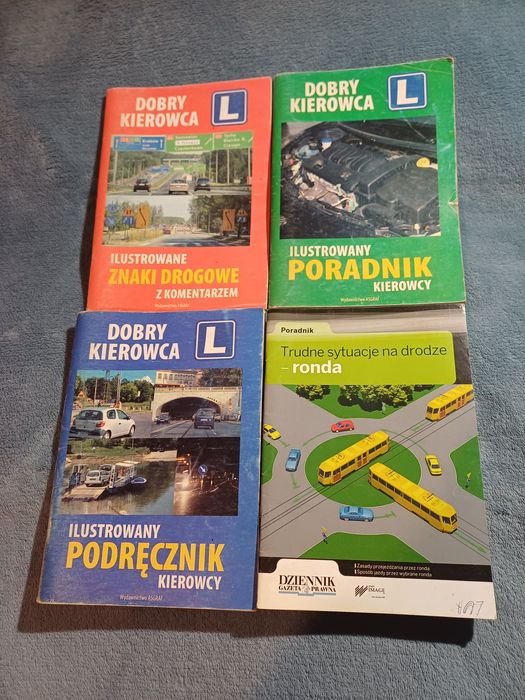 DOBRY
KIEROWCA
L
ILUSTROWANE
ZNAKI DROGOWE
Z KOMENTARZEM
Wydawnictwo ASGRAF
DOBRY
KIEROWCA
L
ILUSTROWANY
PORADNIK
KIEROWCY
Wydawnictwo ASGRAF
DOBRY
KIEROWCA
L
ILUSTROWANY
PODRĘCZNIK
KIEROWCY
Wydawnictwo ASGRAF
Poradnik
Trudne sytuacje na drodze
– ronda
Zasady przejeżdżania przez ronda
Sposób jazdy przez wybrane ronda
DZIENNIK
GAZETA PRAWNA
IMAGE